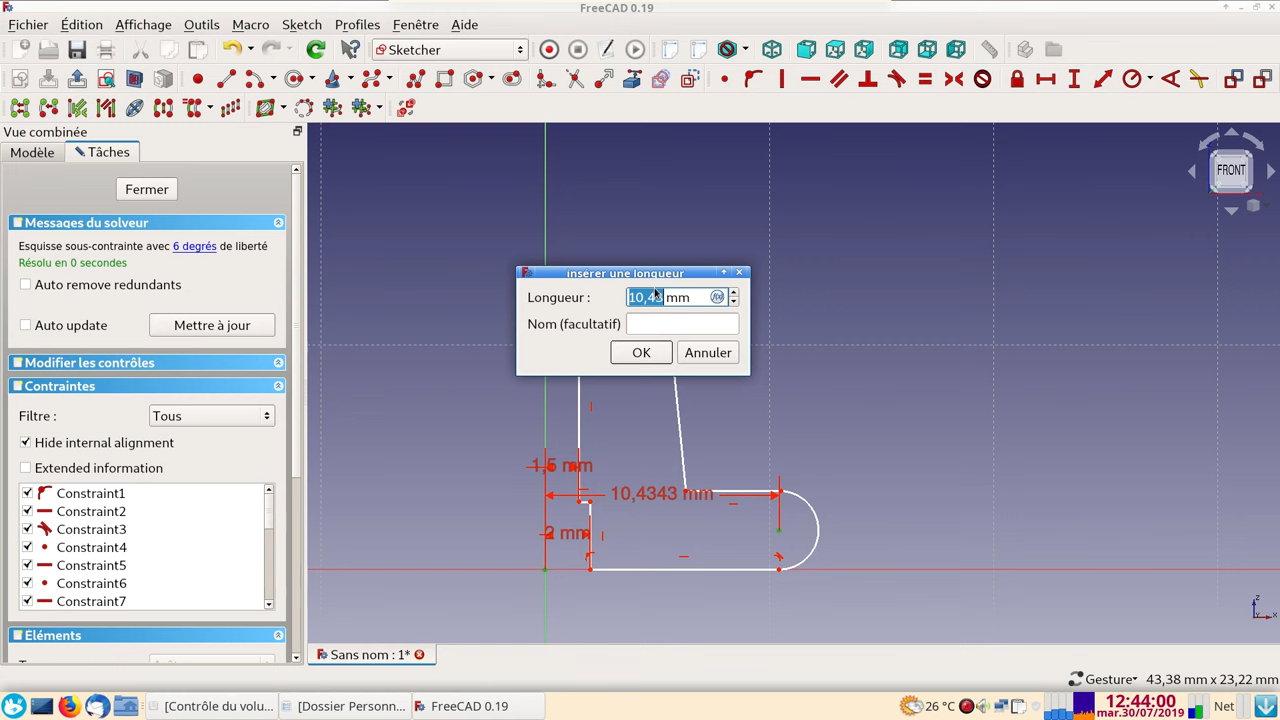 FreeCAD 0.19
Fichier Édition Affichage Outils Macro Sketch Profiles Fenêtre Aide
Sketcher
Vue combinée
Modèle Tâches
Fermer
Messages du solveur
Esquisse sous-contrainte avec 6 degrés de liberté
Résolu en 0 secondes
Auto remove redundants
Auto update Mettre à jour
Modifier les contrôles
Contraintes
Filtre : Tous
Hide internal alignment
Extended information
Constraint1
Constraint2
Constraint3
Constraint4
Constraint5
Constraint6
Constraint7
Éléments
FRONT
insérer une longueur
Longueur : 10,43 mm
Nom (facultatif)
OK Annuler
1,5 mm
10,4343 mm
2 mm
z
x
Sans nom : 1*
Gesture 43,38 mm x 23,22 mm
[Contrôle du volu... [Dossier Personn... FreeCAD 0.19
26 °C
12:44:00
mar.30/07/2019
Net